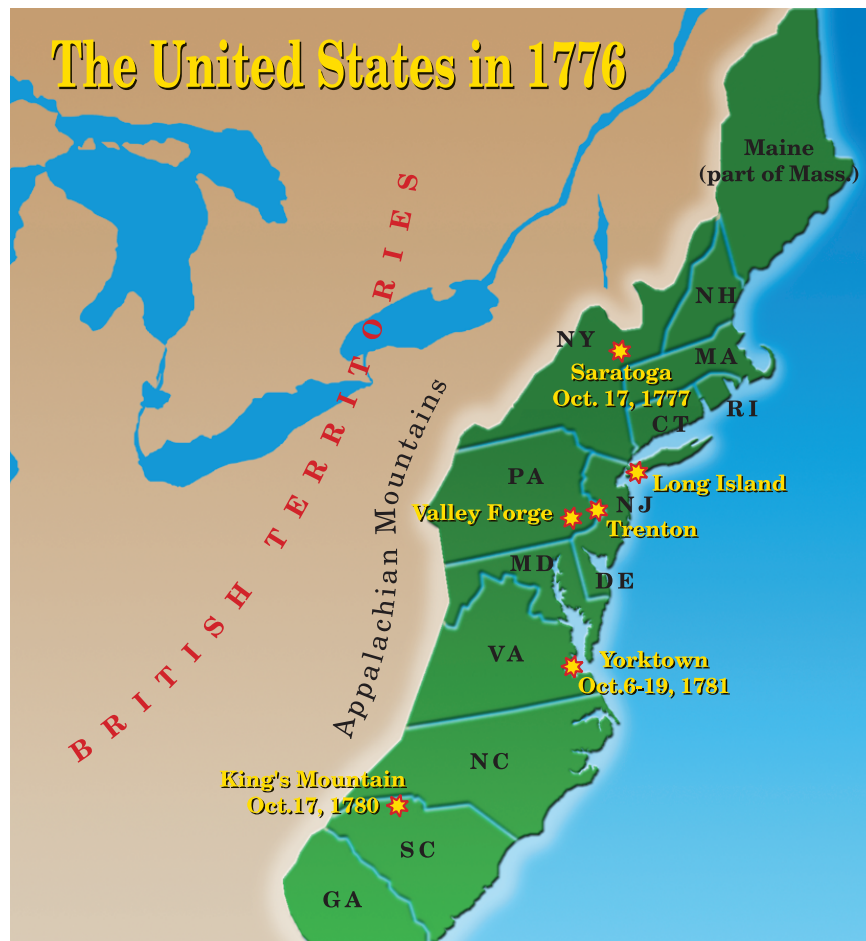 The United States in 1776
Maine
(part of Mass.)
BRITISH TERRITORIES
NH
NY
MA
Saratoga
Oct. 17, 1777
RI
CT
Appalachian Mountains
PA
Long Island
NJ
Valley Forge
Trenton
MD
DE
VA
Yorktown
Oct.6-19, 1781
NC
King's Mountain
Oct.17, 1780
SC
GA